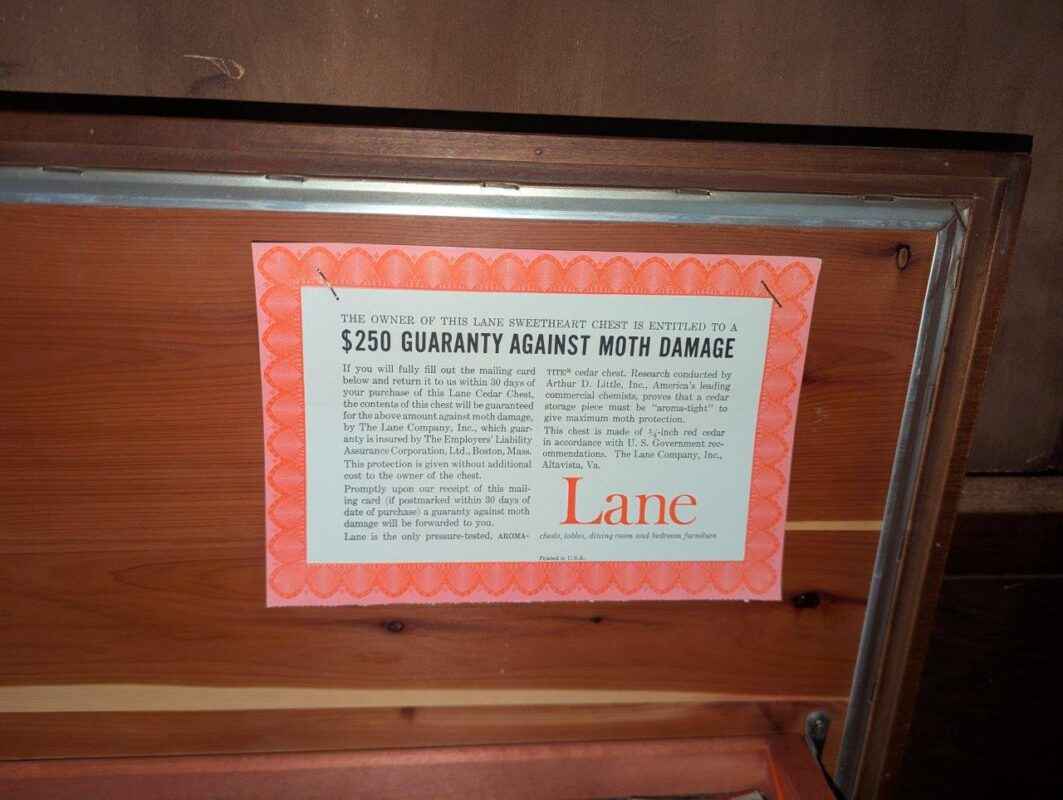 THE OWNER OF THIS LANE SWEETHEART CHEST IS ENTITLED TO A
$250 GUARANTY AGAINST MOTH DAMAGE
If you will fully fill out the mailing card
below and return it to us within 30 days of
your purchase of this Lane Cedar Chest,
the contents of this chest will be guaranteed
for the above amount against moth damage,
by The Lane Company, Inc., which guar-
anty is insured by The Employers' Liability
Assurance Corporation, Ltd., Boston, Mass.
This protection is given without additional
cost to the owner of the chest.
Promptly upon our receipt of this mail-
ing card (if postmarked within 30 days of
date of purchase) a guaranty against moth
damage will be forwarded to you.
Lane is the only pressure-tested, AROMA-
TITE® cedar chest. Research conducted by
Arthur D. Little, Inc., America's leading
commercial chemists, proves that a cedar
storage piece must be "aroma-tight" to
give maximum moth protection.
This chest is made of ¾-inch red cedar
in accordance with U. S. Government rec-
ommendations. The Lane Company, Inc.,
Altavista, Va.
Lane
chests, tables, dining room and bedroom furniture
Printed in U.S.A.